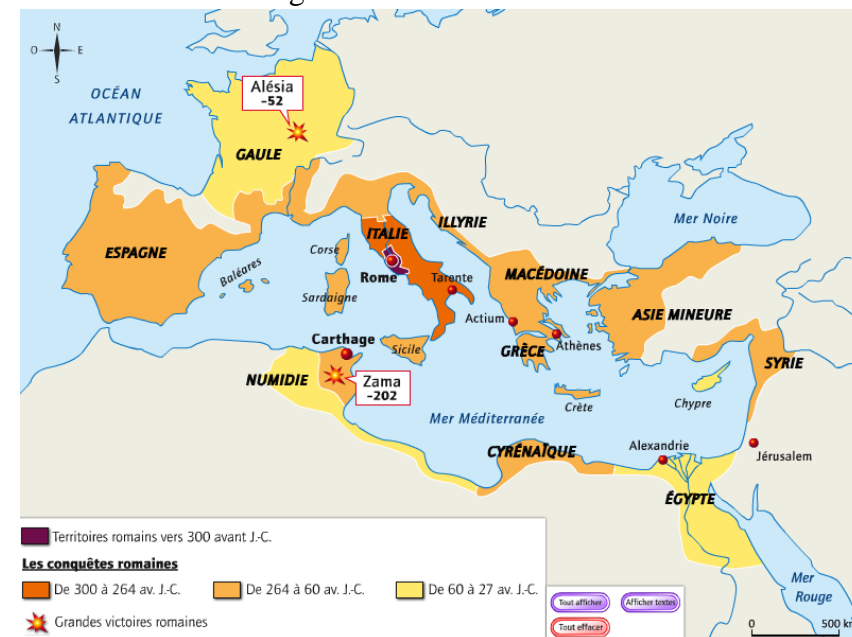 N
O
E
S
OCÉAN
ATLANTIQUE
Alésia
-52
GAULE
ESPAGNE
Baléares
Corse
Sardaigne
ITALIE
Rome
Tarente
ILLYRIE
MACÉDOINE
Mer Noire
ASIE MINEURE
Actium
Athènes
GRÈCE
Carthage
Sicile
NUMIDIE
Zama
-202
Mer Méditerranée
Crète
Chypre
SYRIE
CYRÉNAÏQUE
Alexandrie
Jérusalem
ÉGYPTE
Mer
Rouge
Territoires romains vers 300 avant J.-C.
Les conquêtes romaines
De 300 à 264 av. J.-C.
De 264 à 60 av. J.-C.
De 60 à 27 av. J.-C.
Grandes victoires romaines
Tout afficher
Afficher textes
Tout effacer
0
500 km